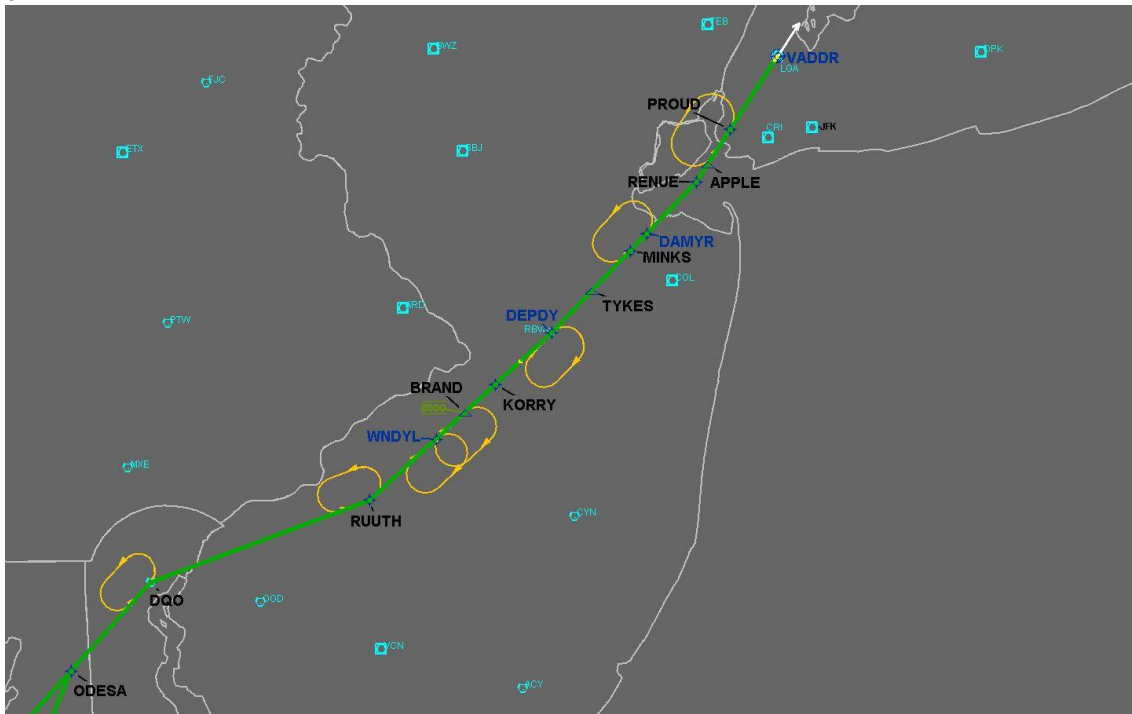 TEB
BWZ
DPK
VADDR
LGA
FJC
PROUD
CRI
JFK
ETX
SBJ
RENUE
APPLE
DAMYR
MINKS
COL
TYKES
ARD
DEPDY
RBV
PTW
BRAND
8000
KORRY
WNDYL
MXE
RUUTH
CYN
DQO
OOD
VCN
ODESA
ACY